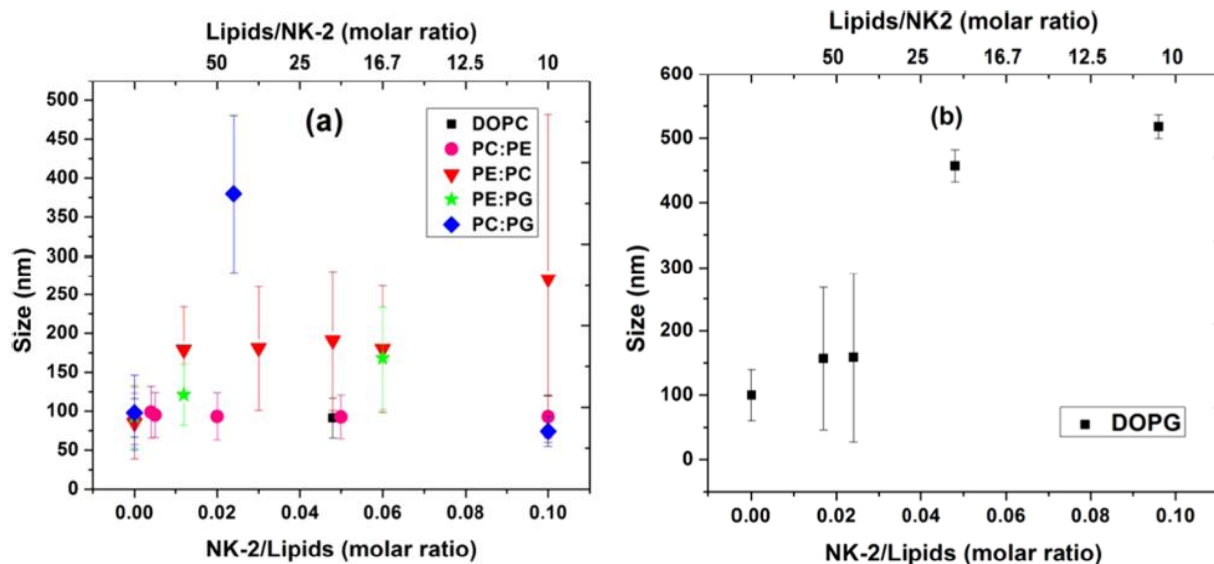 Lipids/NK-2 (molar ratio)
50 25 16.7 12.5 10
500
450
400
350
300
250
200
150
100
50
0
Size (nm)
(a)
DOPC
PC:PE
PE:PC
PE:PG
PC:PG
0.00 0.02 0.04 0.06 0.08 0.10
NK-2/Lipids (molar ratio)
Lipids/NK2 (molar ratio)
50 25 16.7 12.5 10
600
500
400
300
200
100
0
Size (nm)
(b)
DOPG
0.00 0.02 0.04 0.06 0.08 0.10
NK-2/Lipids (molar ratio)